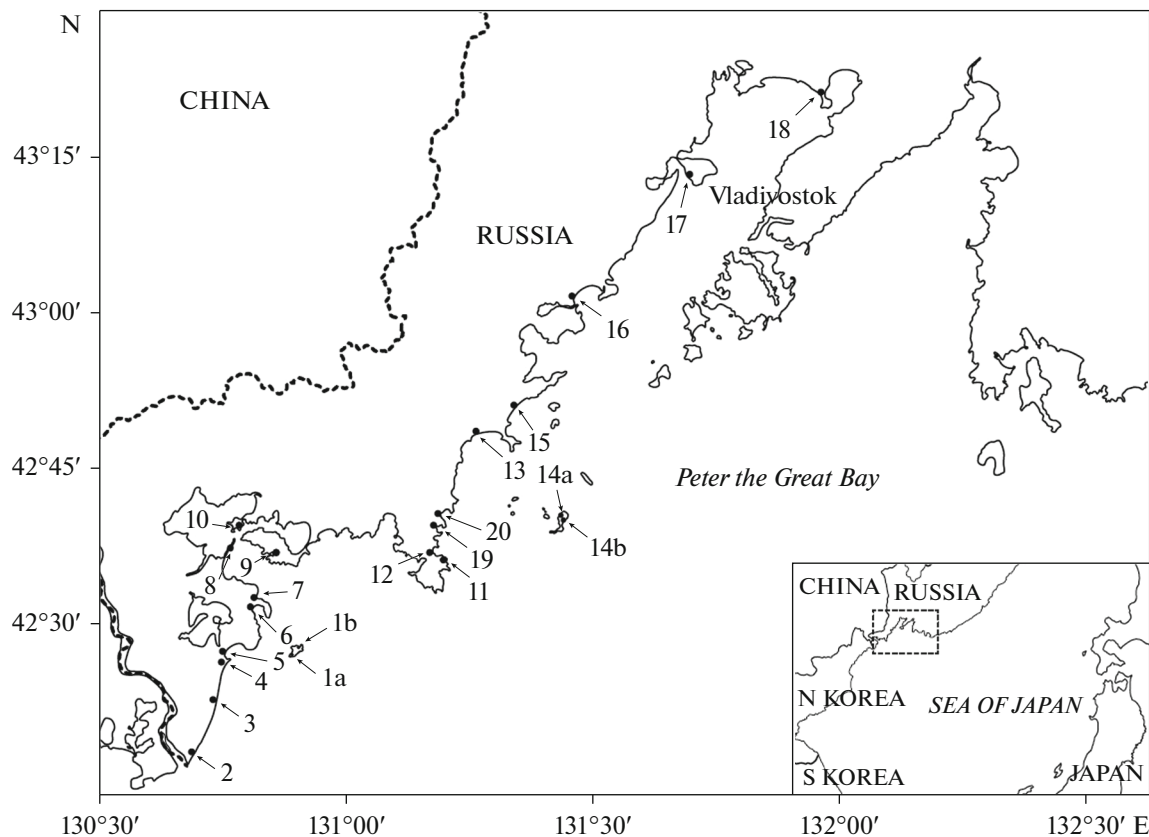 N
CHINA
18
43°15′
Vladivostok
17
RUSSIA
43°00′
16
15
42°45′
13
14a
Peter the Great Bay
10
20
14b
19
12
9
8
11
7
CHINA
RUSSIA
42°30′
6
1b
5
1a
4
N KOREA
SEA OF JAPAN
3
2
S KOREA
JAPAN
130°30′
131°00′
131°30′
132°00′
132°30′ E